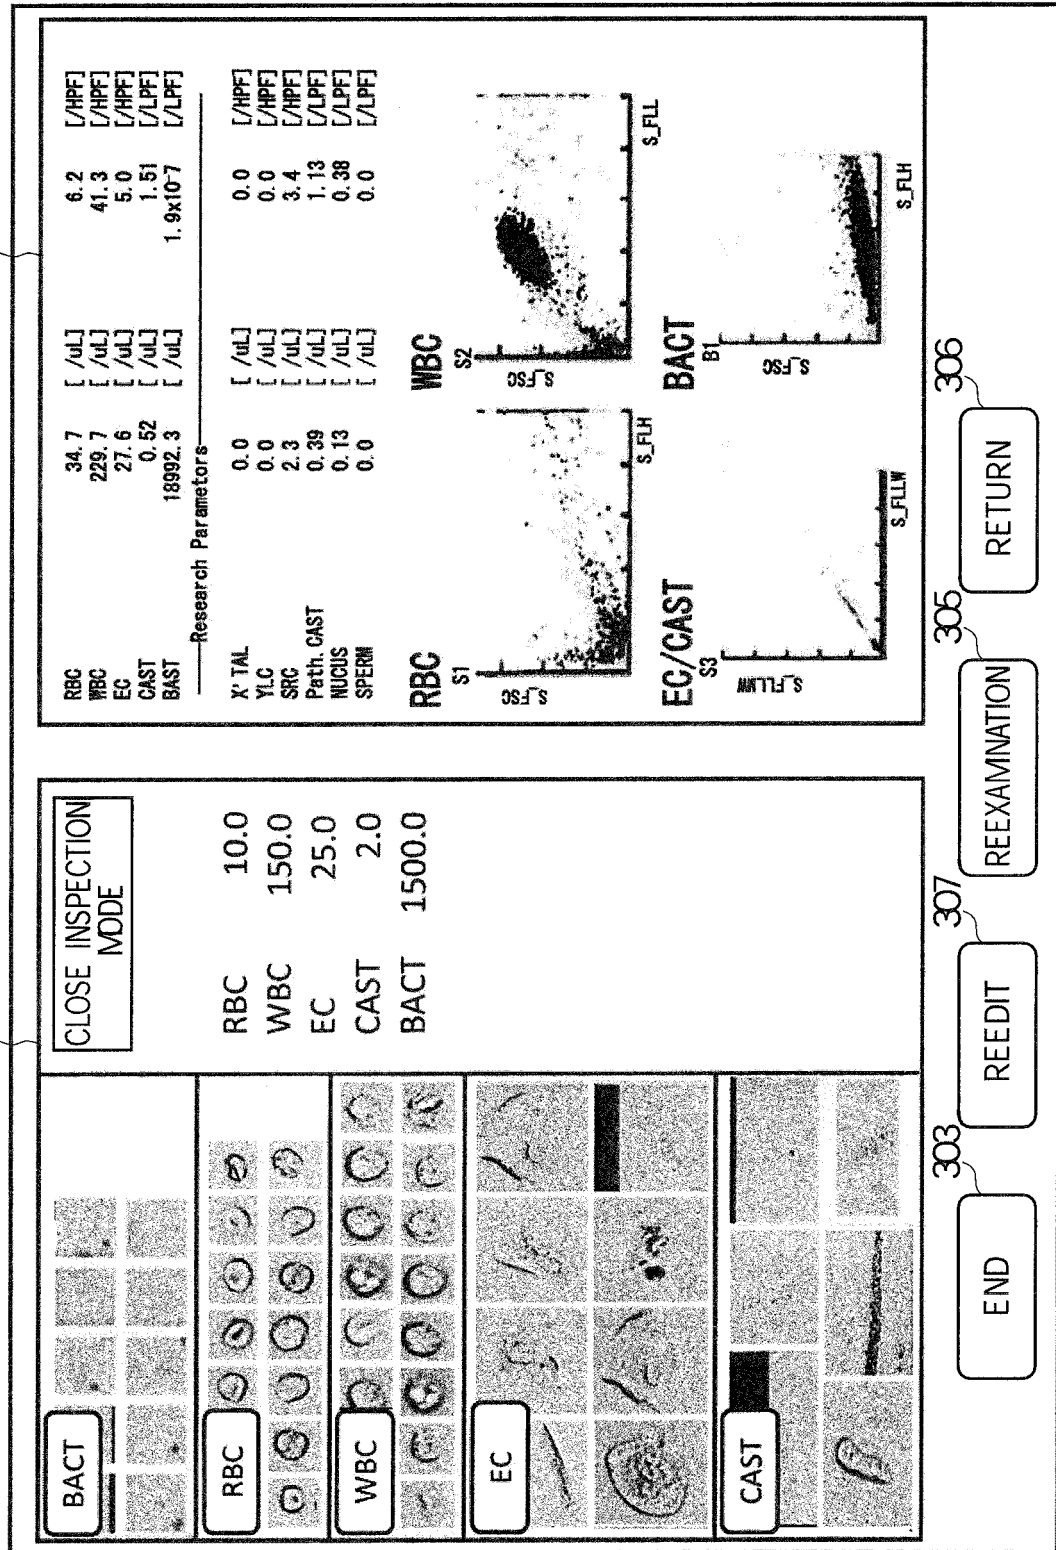 BACT
RBC
WBC
EC
CAST
CLOSE INSPECTION
MODE
RBC 10.0
WBC 150.0
EC 25.0
CAST 2.0
BACT 1500.0
RBC 34.7 [ /uL] 6.2 [/HPF]
WBC 229.7 [ /uL] 41.3 [/HPF]
EC 27.6 [ /uL] 5.0 [/HPF]
CAST 0.52 [ /uL] 1.51 [/LPF]
BAST 18992.3 [ /uL] 1.9x10-7 [/LPF]
Research Parametors
X' TAL 0.0 [ /uL] 0.0 [/HPF]
YLC 0.0 [ /uL] 0.0 [/HPF]
SRC 2.3 [ /uL] 3.4 [/HPF]
Path. CAST 0.39 [ /uL] 1.13 [/LPF]
NUCUS 0.13 [ /uL] 0.38 [/LPF]
SPERM 0.0 [ /uL] 0.0 [/LPF]
RBC
S1
S_FSC
S_FLH
WBC
S2
S_FSC
S_FLL
EC/CAST
S3
S_FLLWW
S_FLLW
BACT
B1
S_FSC
S_FLH
303
END
307
REEDIT
305
REEXAMNATION
306
RETURN